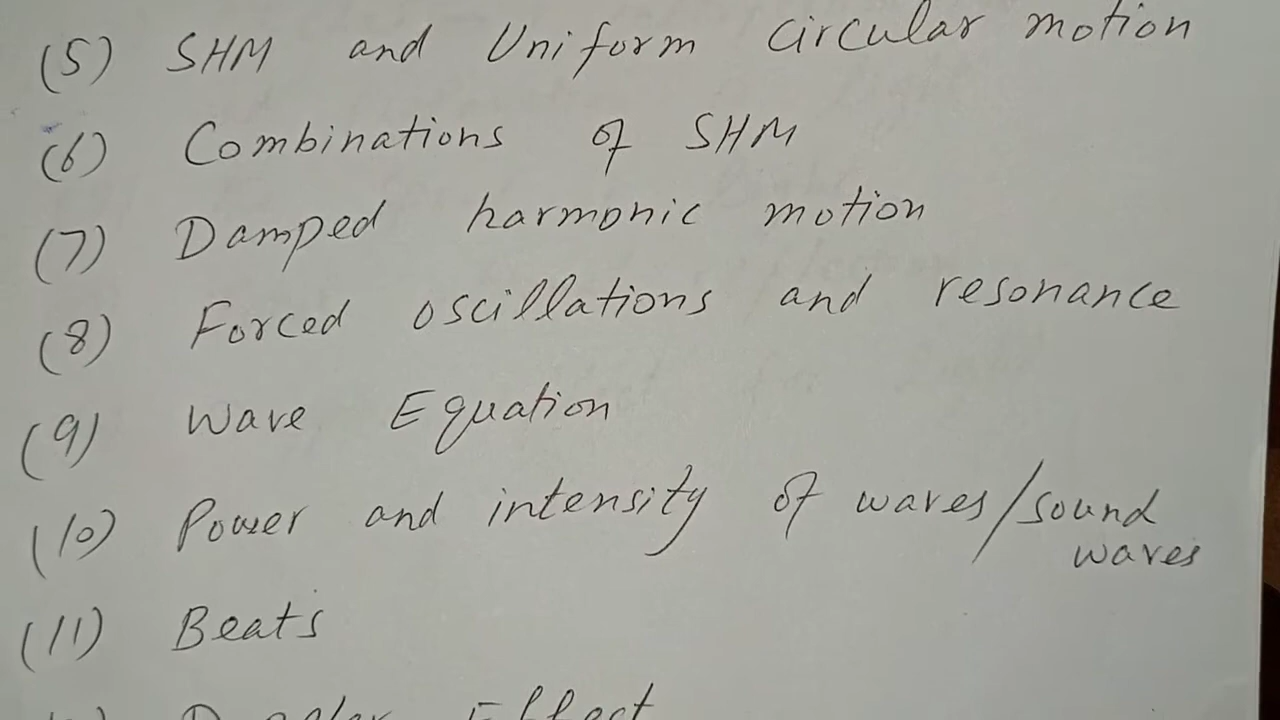 (5) SHM and Uniform circular motion
(6) Combinations of SHM
(7) Damped harmonic motion
(8) Forced oscillations and resonance
(9) Wave Equation
(10) Power and intensity of waves/sound
waves
(11) Beats
Effect